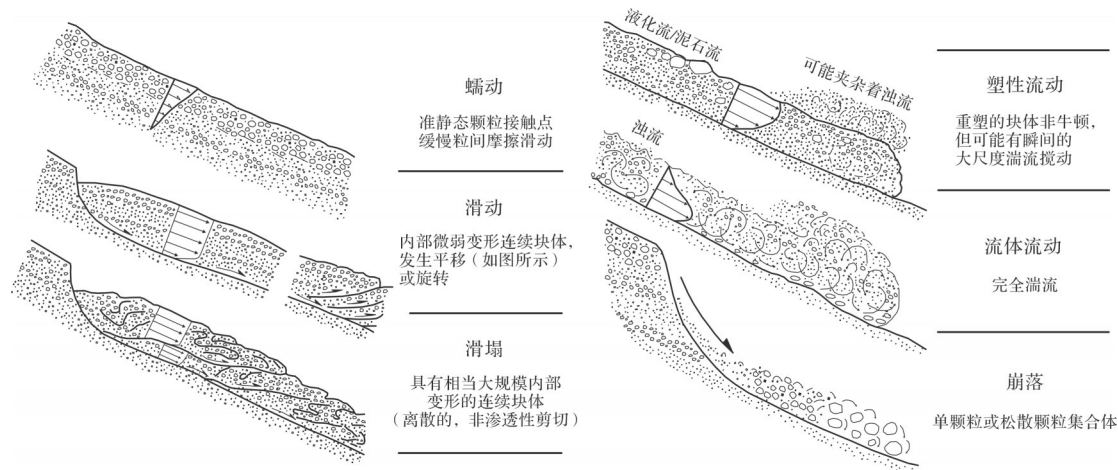 蠕动
准静态颗粒接触点
缓慢粒间摩擦滑动
滑动
内部微弱变形连续块体，
发生平移（如图所示）
或旋转
滑塌
具有相当大规模内部
变形的连续块体
（离散的，非渗透性剪切）
液化流/泥石流
可能夹杂着浊流
塑性流动
重塑的块体非牛顿，
但可能有瞬间的
大尺度湍流搅动
浊流
流体流动
完全湍流
崩落
单颗粒或松散颗粒集合体